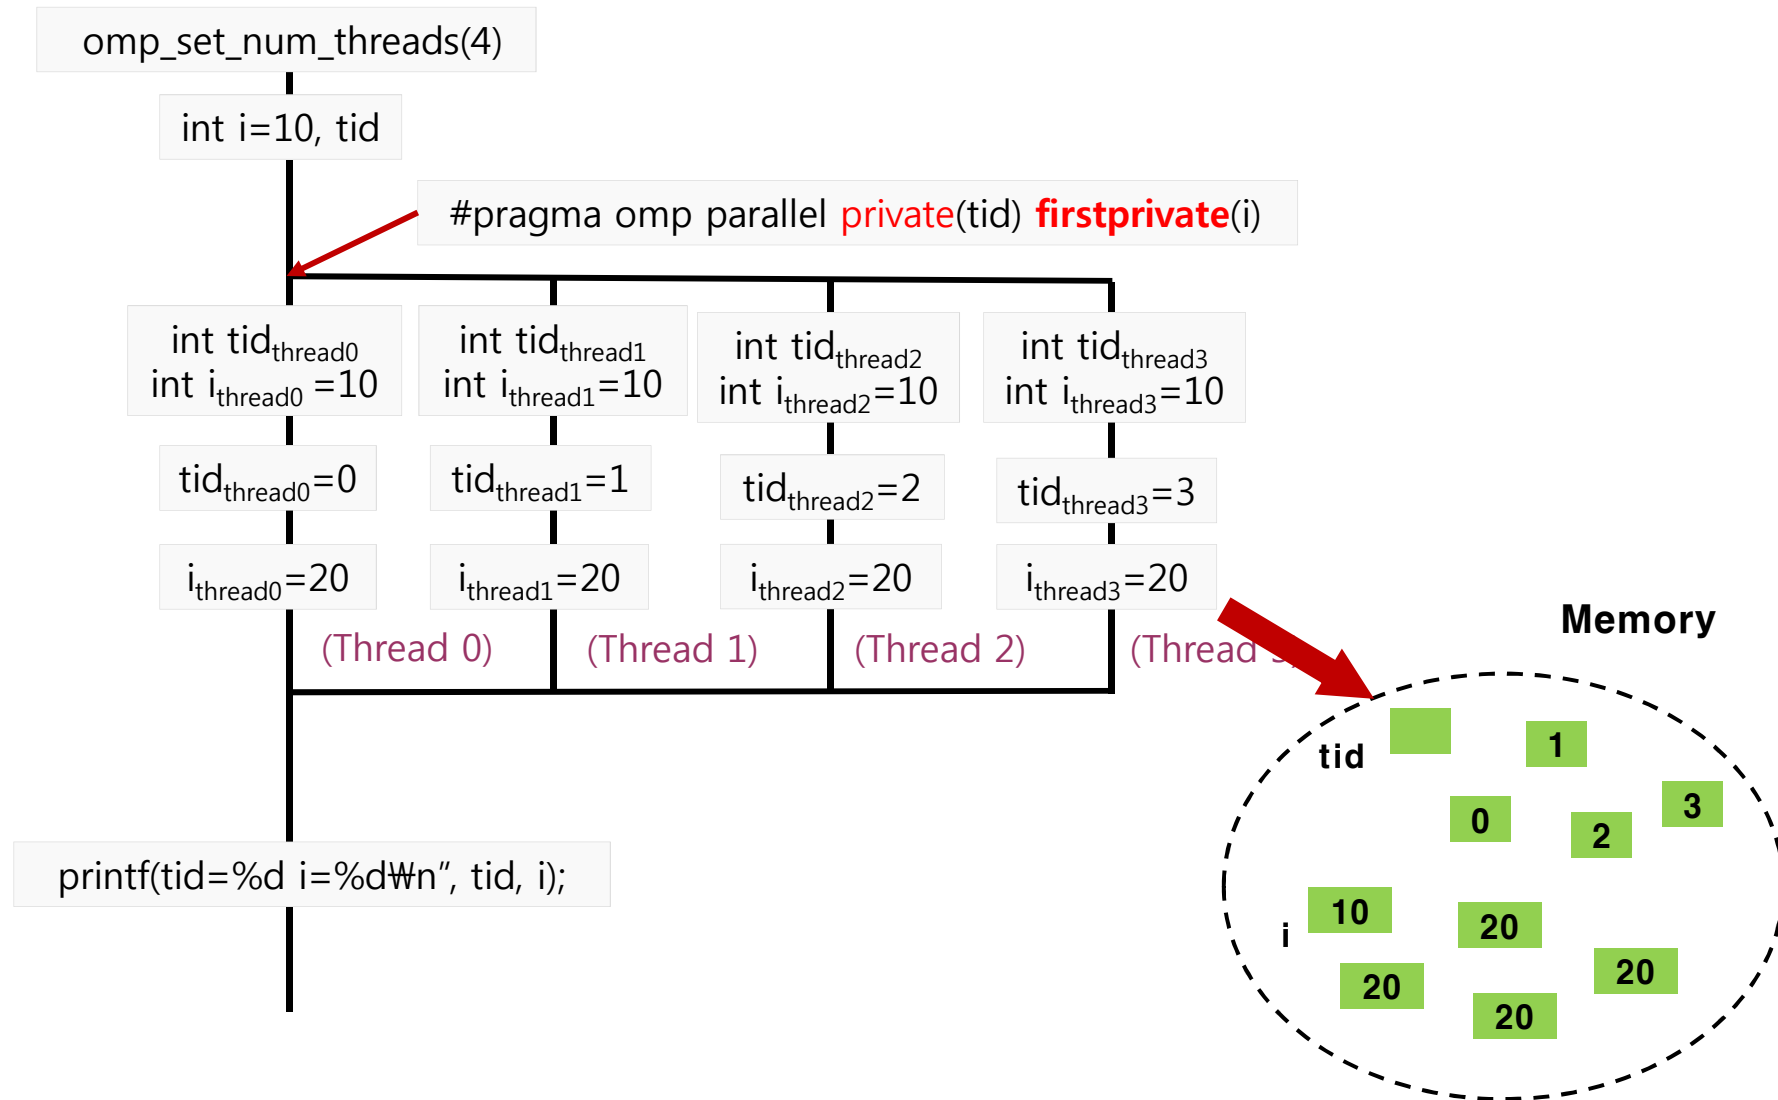 omp_set_num_threads(4)
int i=10, tid
#pragma omp parallel private(tid) firstprivate(i)
int tidthread0
int ithread0 =10
int tidthread1
int ithread1=10
int tidthread2
int ithread2=10
int tidthread3
int ithread3=10
tidthread0=0
tidthread1=1
tidthread2=2
tidthread3=3
ithread0=20
ithread1=20
ithread2=20
ithread3=20
(Thread 0)
(Thread 1)
(Thread 2)
(Thread
Memory
tid
1
0
2
3
printf(tid=%d i=%d₩n”, tid, i);
i
10
20
20
20
20